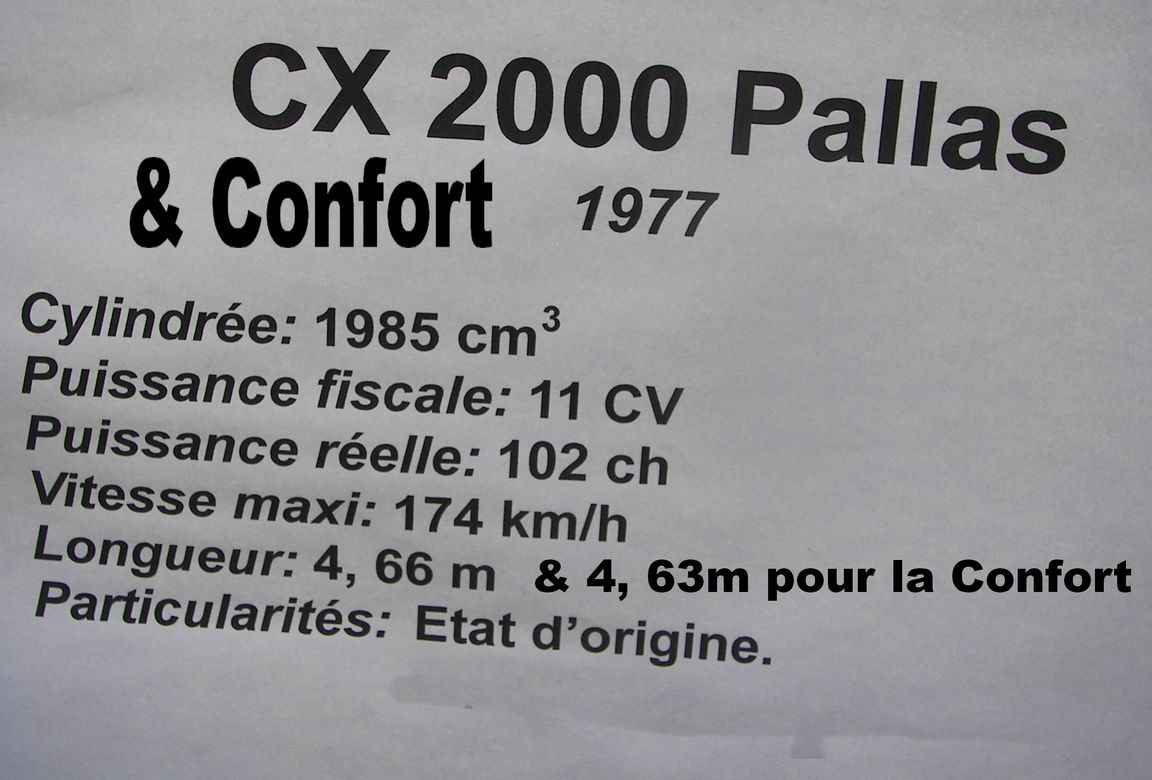 CX 2000 Pallas
& Confort 1977
Cylindrée: 1985 cm³
Puissance fiscale: 11 CV
Puissance réelle: 102 ch
Vitesse maxi: 174 km/h
Longueur: 4, 66 m & 4, 63m pour la Confort
Particularités: Etat d’origine.